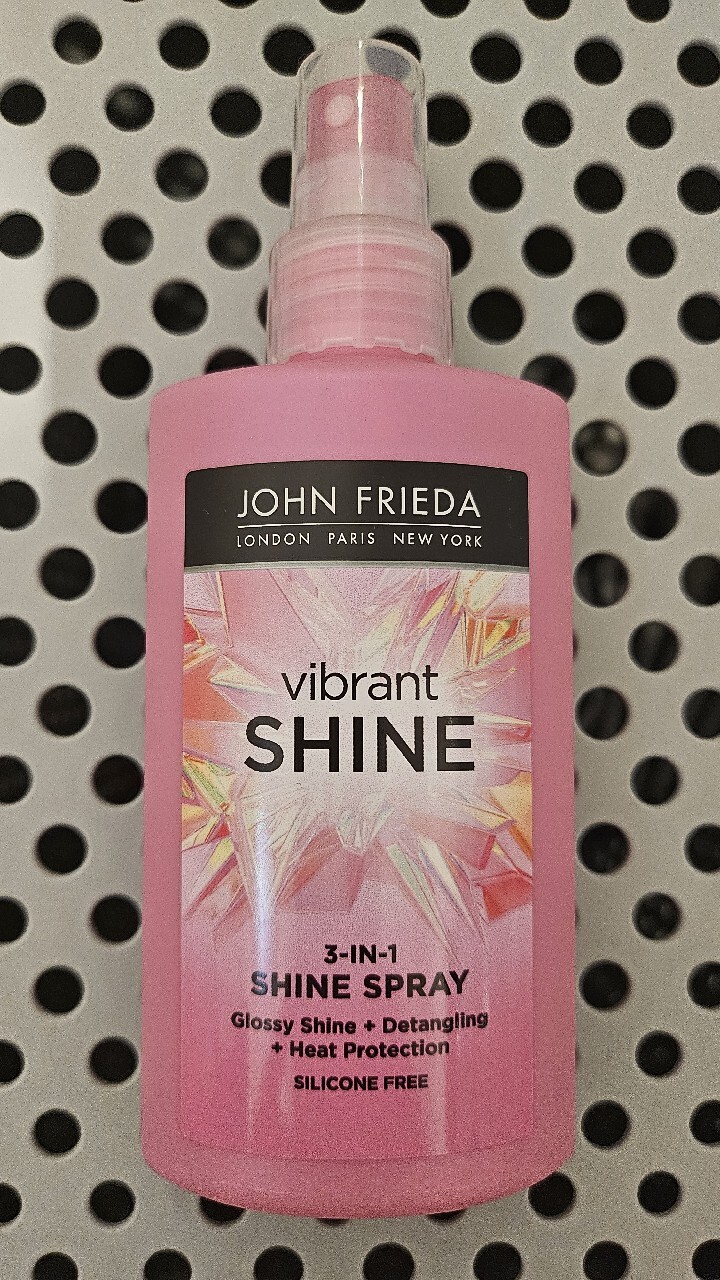 JOHN FRIEDA
LONDON PARIS NEW YORK
vibrant
SHINE
3-IN-1
SHINE SPRAY
Glossy Shine + Detangling
+ Heat Protection
SILICONE FREE